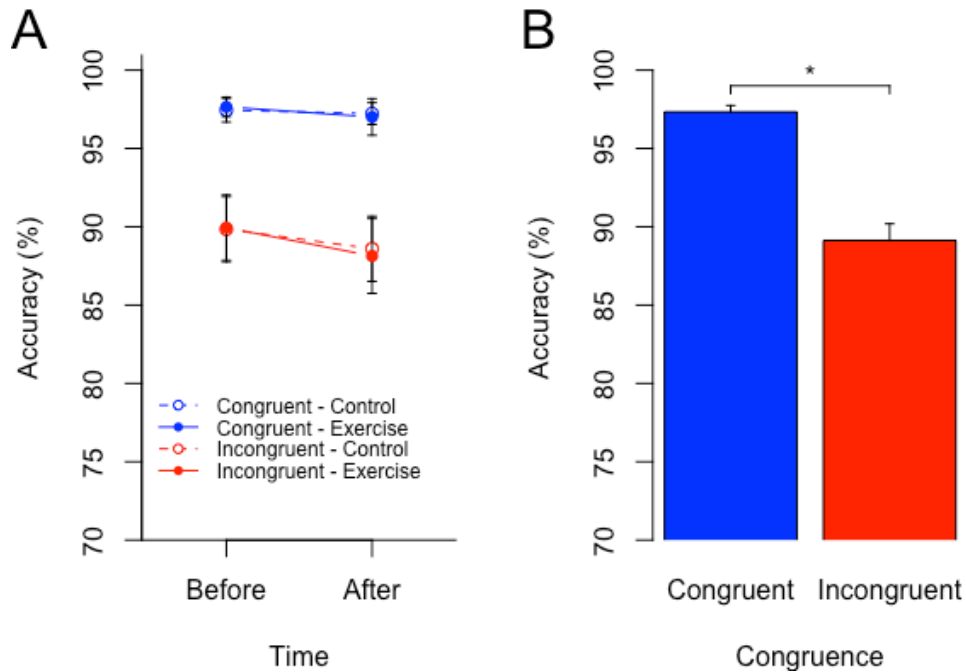 A
Accuracy (%)
100
95
90
85
80
75
70
Congruent - Control
Congruent - Exercise
Incongruent - Control
Incongruent - Exercise
Before After
Time
B
Accuracy (%)
100
95
90
85
80
75
70
*
Congruent Incongruent
Congruence